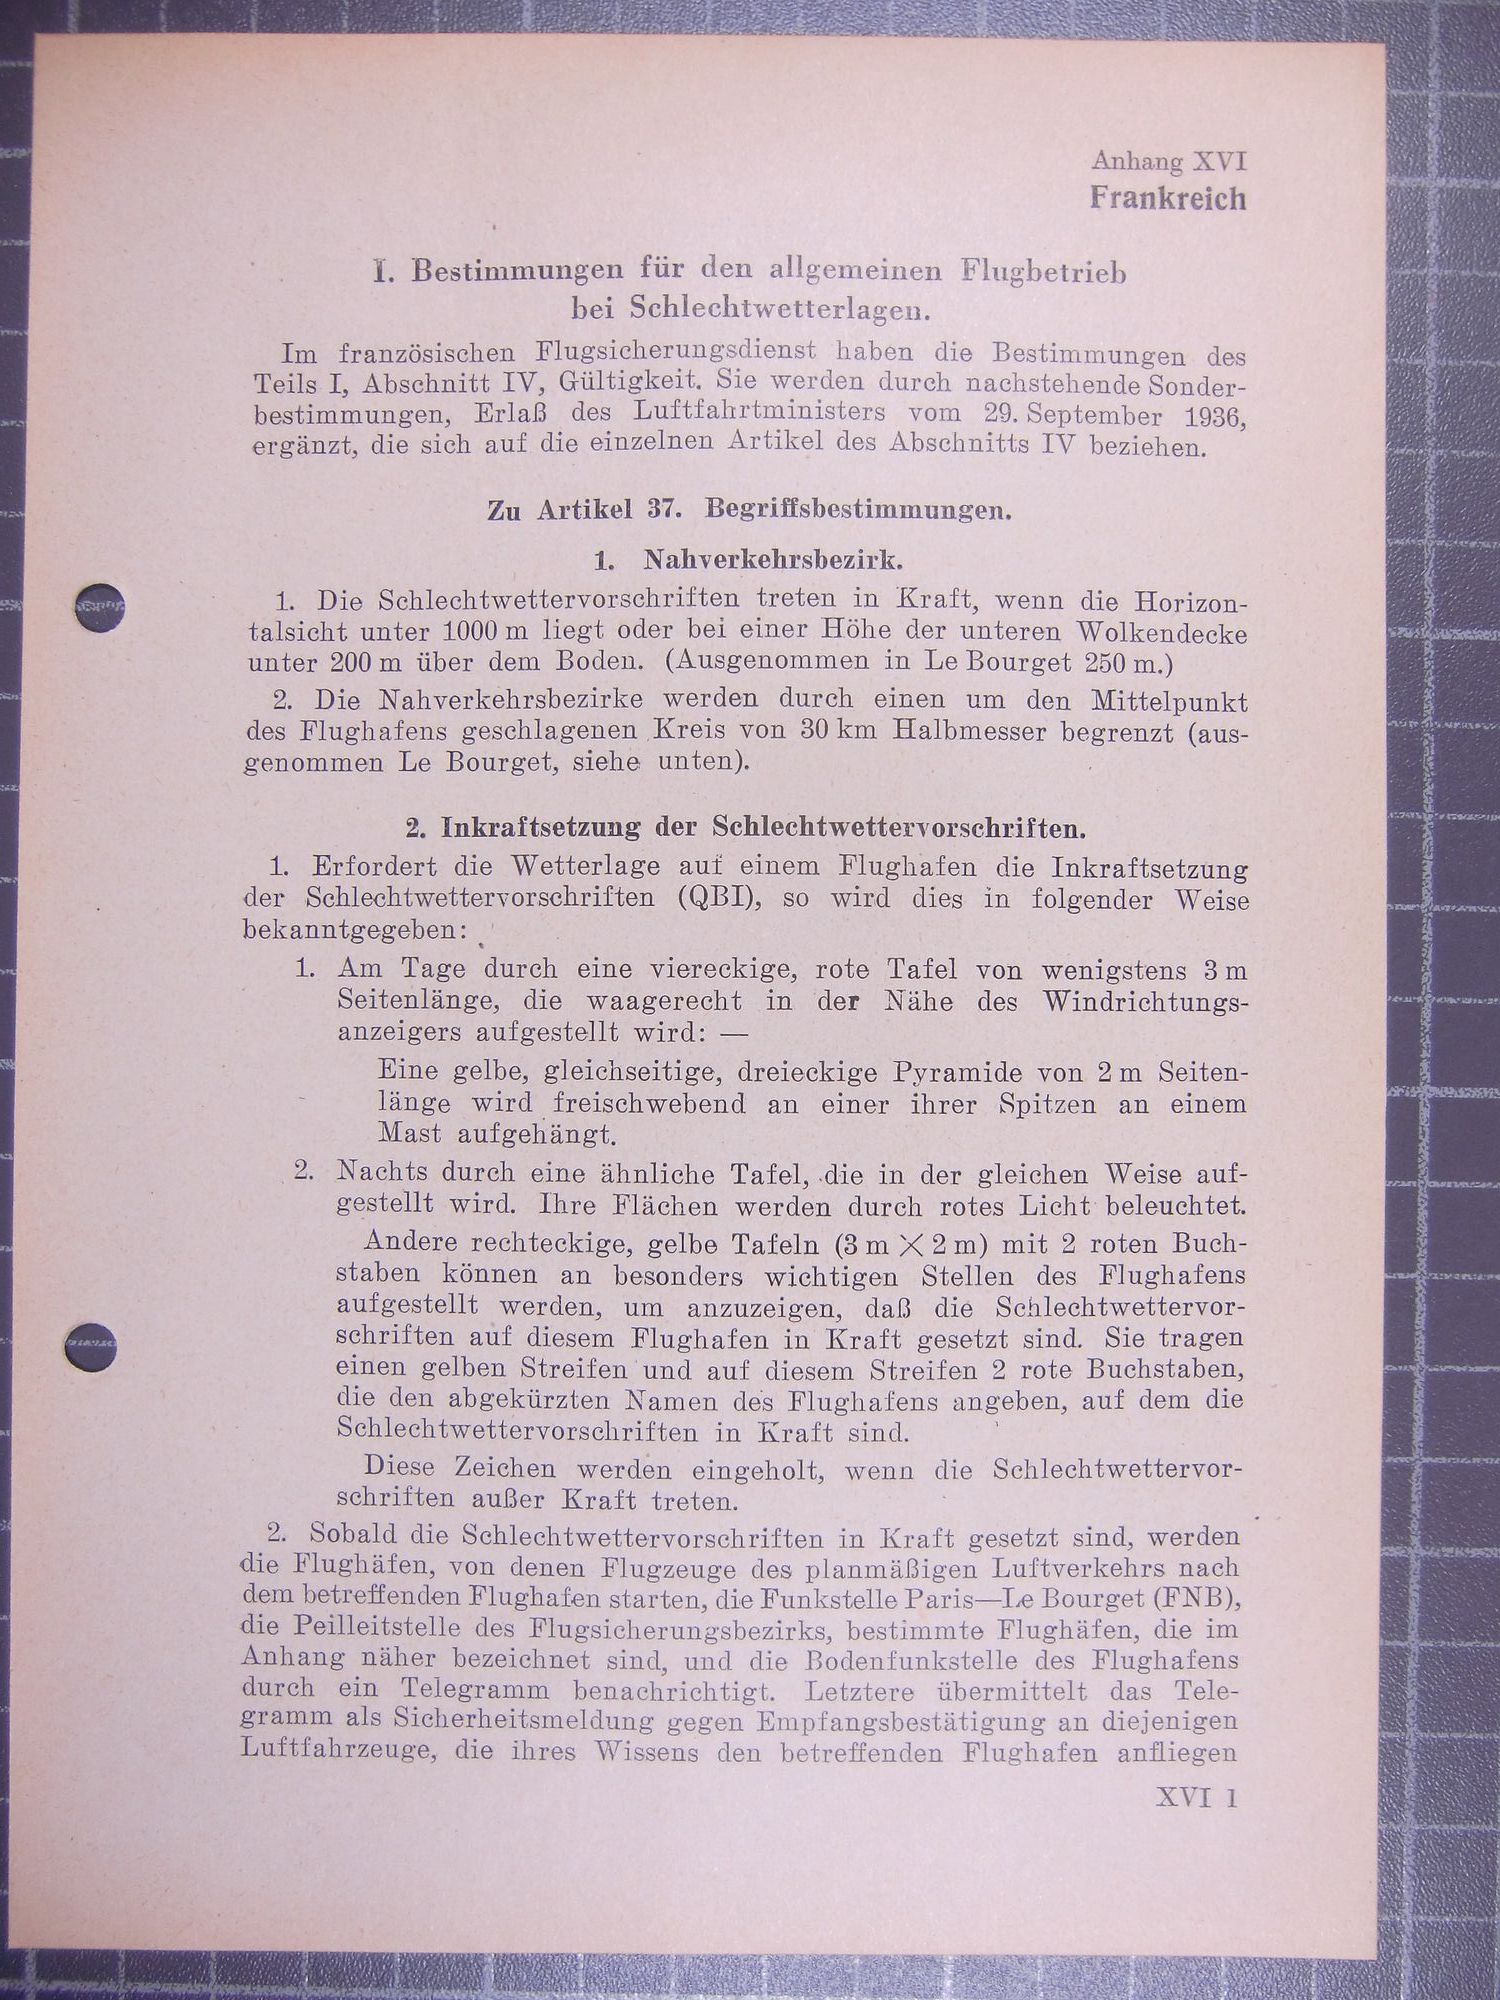 Anhang XVI
Frankreich
I. Bestimmungen für den allgemeinen Flugbetrieb
bei Schlechtwetterlagen.
Im französischen Flugsicherungsdienst haben die Bestimmungen des
Teils I, Abschnitt IV, Gültigkeit. Sie werden durch nachstehende Sonder-
bestimmungen, Erlaß des Luftfahrtministers vom 29. September 1936,
ergänzt, die sich auf die einzelnen Artikel des Abschnitts IV beziehen.
Zu Artikel 37. Begriffsbestimmungen.
1. Nahverkehrsbezirk.
1. Die Schlechtwettervorschriften treten in Kraft, wenn die Horizon-
talsicht unter 1000 m liegt oder bei einer Höhe der unteren Wolkendecke
unter 200 m über dem Boden. (Ausgenommen in Le Bourget 250 m.)
2. Die Nahverkehrsbezirke werden durch einen um den Mittelpunkt
des Flughafens geschlagenen Kreis von 30 km Halbmesser begrenzt (aus-
genommen Le Bourget, siehe unten).
2. Inkraftsetzung der Schlechtwettervorschriften.
1. Erfordert die Wetterlage auf einem Flughafen die Inkraftsetzung
der Schlechtwettervorschriften (QBI), so wird dies in folgender Weise
bekanntgegeben:
1. Am Tage durch eine viereckige, rote Tafel von wenigstens 3 m
Seitenlänge, die waagerecht in der Nähe des Windrichtungs-
anzeigers aufgestellt wird: —
Eine gelbe, gleichseitige, dreieckige Pyramide von 2 m Seiten-
länge wird freischwebend an einer ihrer Spitzen an einem
Mast aufgehängt.
2. Nachts durch eine ähnliche Tafel, die in der gleichen Weise auf-
gestellt wird. Ihre Flächen werden durch rotes Licht beleuchtet.
Andere rechteckige, gelbe Tafeln (3 m × 2 m) mit 2 roten Buch-
staben können an besonders wichtigen Stellen des Flughafens
aufgestellt werden, um anzuzeigen, daß die Schlechtwettervor-
schriften auf diesem Flughafen in Kraft gesetzt sind. Sie tragen
einen gelben Streifen und auf diesem Streifen 2 rote Buchstaben,
die den abgekürzten Namen des Flughafens angeben, auf dem die
Schlechtwettervorschriften in Kraft sind.
Diese Zeichen werden eingeholt, wenn die Schlechtwettervor-
schriften außer Kraft treten.
2. Sobald die Schlechtwettervorschriften in Kraft gesetzt sind, werden
die Flughäfen, von denen Flugzeuge des planmäßigen Luftverkehrs nach
dem betreffenden Flughafen starten, die Funkstelle Paris—Le Bourget (FNB),
die Peilleitstelle des Flugsicherungsbezirks, bestimmte Flughäfen, die im
Anhang näher bezeichnet sind, und die Bodenfunkstelle des Flughafens
durch ein Telegramm benachrichtigt. Letztere übermittelt das Tele-
gramm als Sicherheitsmeldung gegen Empfangsbestätigung an diejenigen
Luftfahrzeuge, die ihres Wissens den betreffenden Flughafen anfliegen
XVI 1